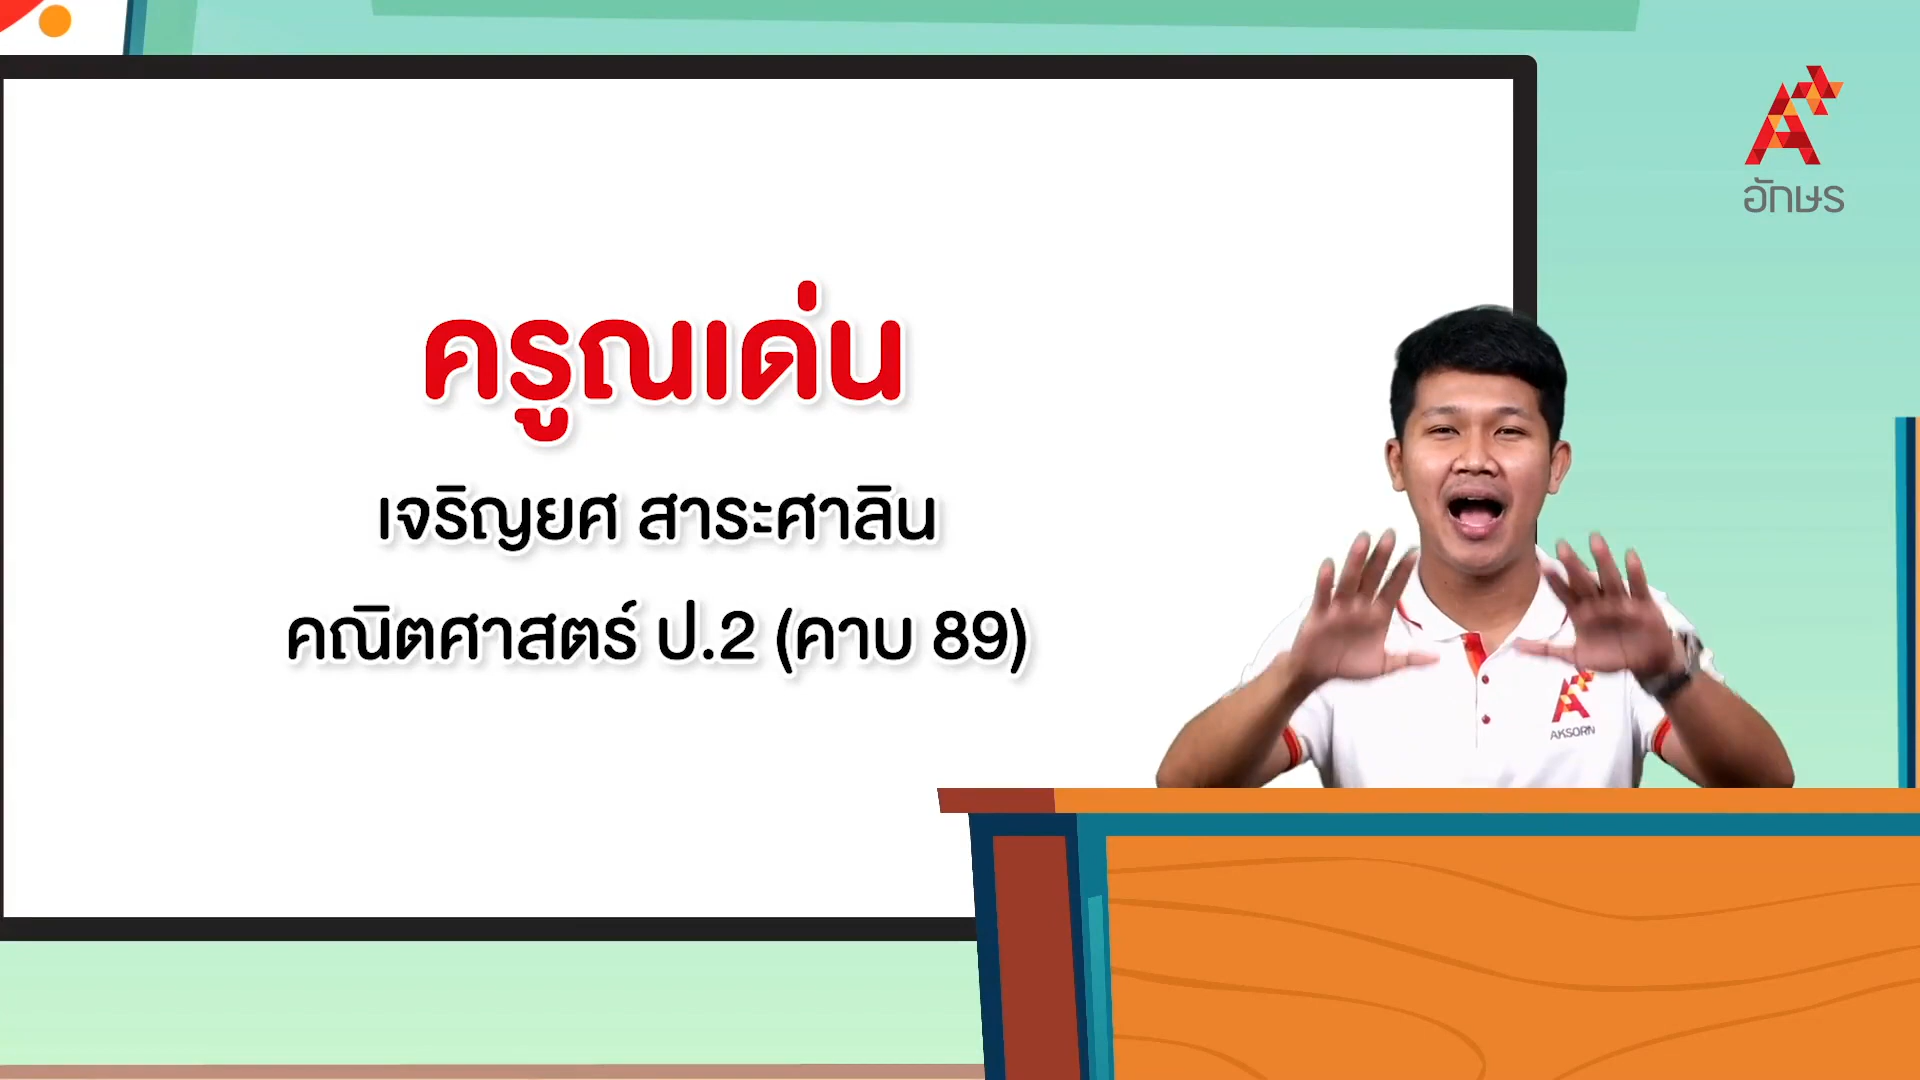 อักษร
ครูณเด่น
เจริญยศ สาระศาลิน
คณิตศาสตร์ ป.2 (คาบ 89)
AKSORN